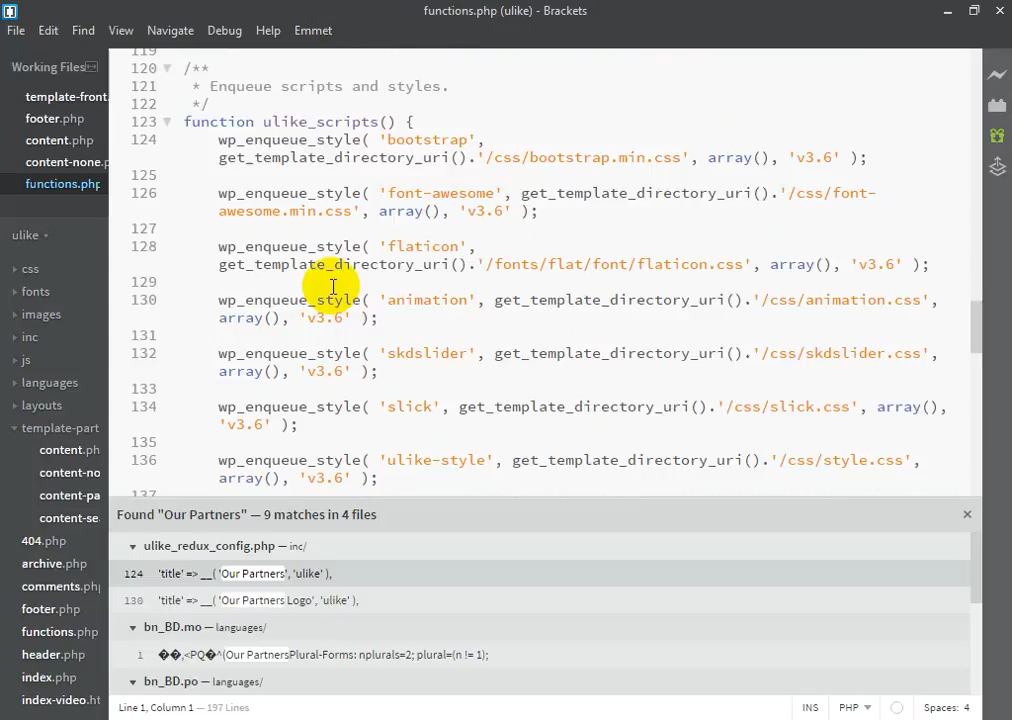 functions.php (ulike) - Brackets
File Edit Find View Navigate Debug Help Emmet
Working Files
template-front.
footer.php
content.php
content-none.p
functions.php
ulike
css
fonts
images
inc
js
languages
layouts
template-part
content.ph
content-no
content-pa
content-se
404.php
archive.php
comments.php
footer.php
functions.php
header.php
index.php
index-video.ht
119
120 /**
121 * Enqueue scripts and styles.
122 */
123 function ulike_scripts() {
124 wp_enqueue_style( 'bootstrap',
get_template_directory_uri().'/css/bootstrap.min.css', array(), 'v3.6' );
125
126 wp_enqueue_style( 'font-awesome', get_template_directory_uri().'/css/font-
awesome.min.css', array(), 'v3.6' );
127
128 wp_enqueue_style( 'flaticon',
get_template_directory_uri().'/fonts/flat/font/flaticon.css', array(), 'v3.6' );
129
130 wp_enqueue_style( 'animation', get_template_directory_uri().'/css/animation.css',
array(), 'v3.6' );
131
132 wp_enqueue_style( 'skdslider', get_template_directory_uri().'/css/skdslider.css',
array(), 'v3.6' );
133
134 wp_enqueue_style( 'slick', get_template_directory_uri().'/css/slick.css', array(),
'v3.6' );
135
136 wp_enqueue_style( 'ulike-style', get_template_directory_uri().'/css/style.css',
array(), 'v3.6' );
137
Found "Our Partners" — 9 matches in 4 files
ulike_redux_config.php — inc/
124 'title' => __( 'Our Partners', 'ulike' ),
130 'title' => __( 'Our Partners Logo', 'ulike' ),
bn_BD.mo — languages/
1 ��,<PQ�^(Our PartnersPlural-Forms: nplurals=2; plural=(n != 1);
bn_BD.po — languages/
Line 1, Column 1 — 197 Lines
INS PHP Spaces: 4